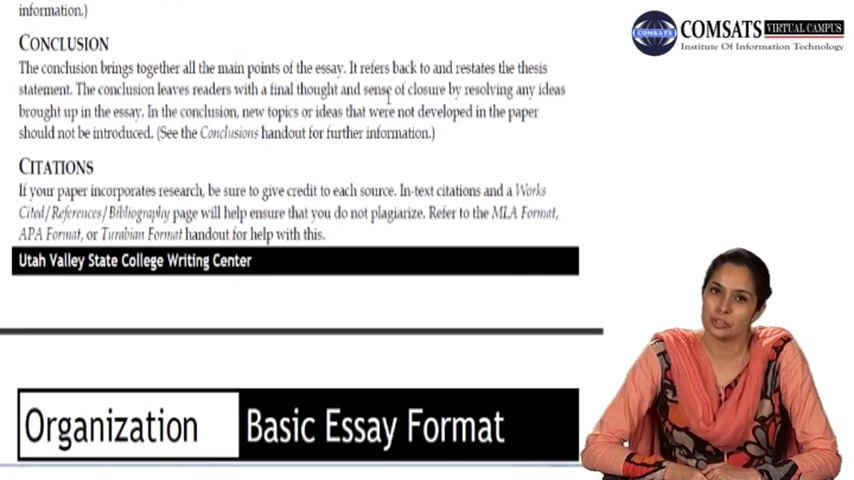 information.)
CONCLUSION
The conclusion brings together all the main points of the essay. It refers back to and restates the thesis
statement. The conclusion leaves readers with a final thought and sense of closure by resolving any ideas
brought up in the essay. In the conclusion, new topics or ideas that were not developed in the paper
should not be introduced. (See the Conclusions handout for further information.)
CITATIONS
If your paper incorporates research, be sure to give credit to each source. In-text citations and a Works
Cited/References/Bibliography page will help ensure that you do not plagiarize. Refer to the MLA Format,
APA Format, or Turabian Format handout for help with this.
Utah Valley State College Writing Center
Organization Basic Essay Format
COMSATS
COMSATS VIRTUAL CAMPUS
Institute Of Information Technology